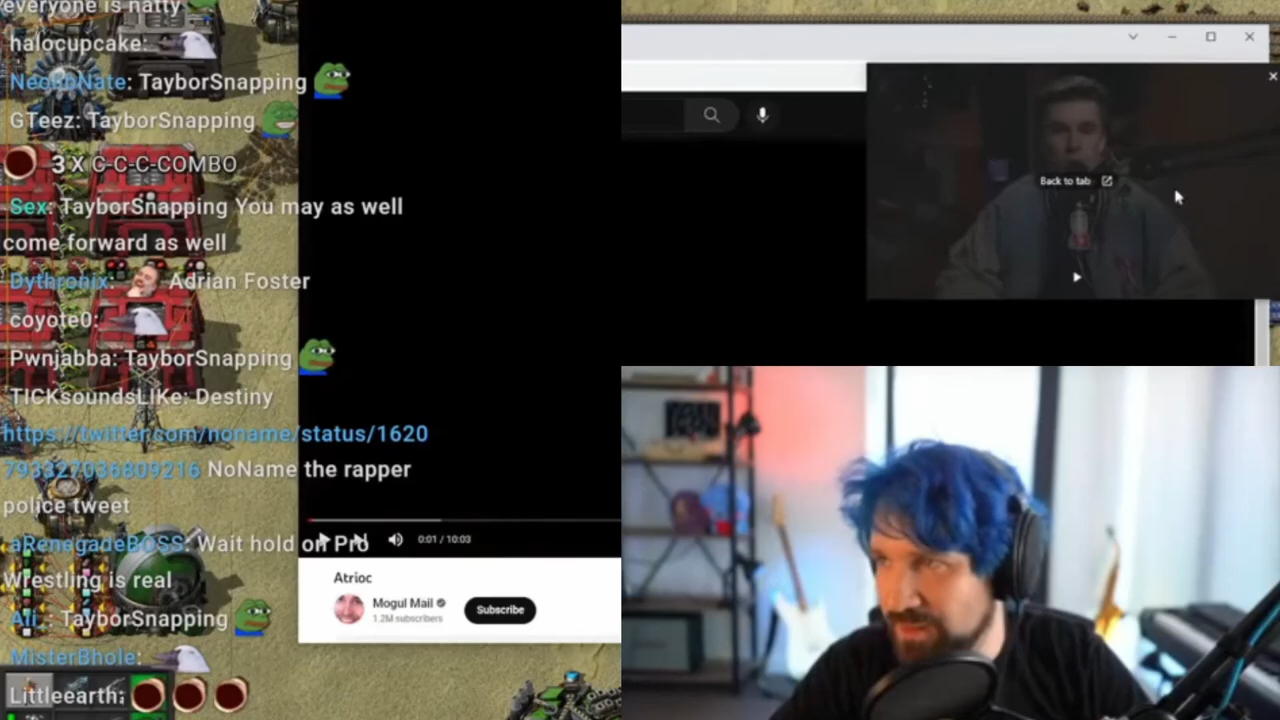 everyone is natty
halocupcake:
NeoonNate: TayborSnapping
GTeez: TayborSnapping
3 X C-C-C-COMBO
Sex: TayborSnapping You may as well
come forward as well
Dythronix: Adrian Foster
coyote0:
Pwnjabba: TayborSnapping
TICKsoundsLIKe: Destiny
https://twitter.com/noname/status/1620
793327036809216 NoName the rapper
police tweet
aRenegadeBOSS: Wait hold on Pro
Wrestling is real
Ali_: TayborSnapping
MisterBhole:
Littleearth:
0:01 / 10:03
Atrioc
Mogul Mail
1.2M subscribers
Subscribe
Back to tab